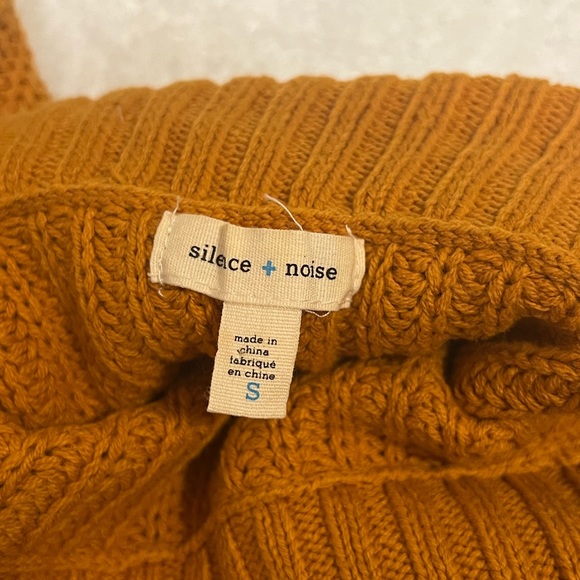 silence + noise
made in
china
fabriqué
en chine
S